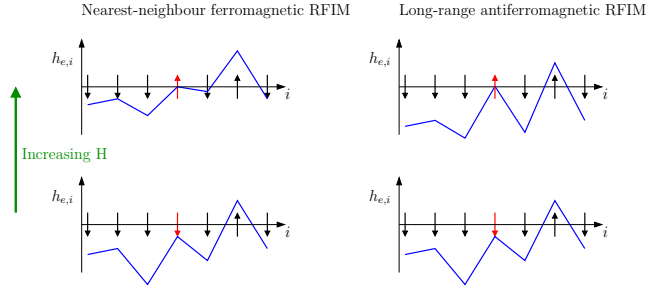 Nearest-neighbour ferromagnetic RFIM
Long-range antiferromagnetic RFIM
h_{e,i}
i
h_{e,i}
i
Increasing H
h_{e,i}
i
h_{e,i}
i